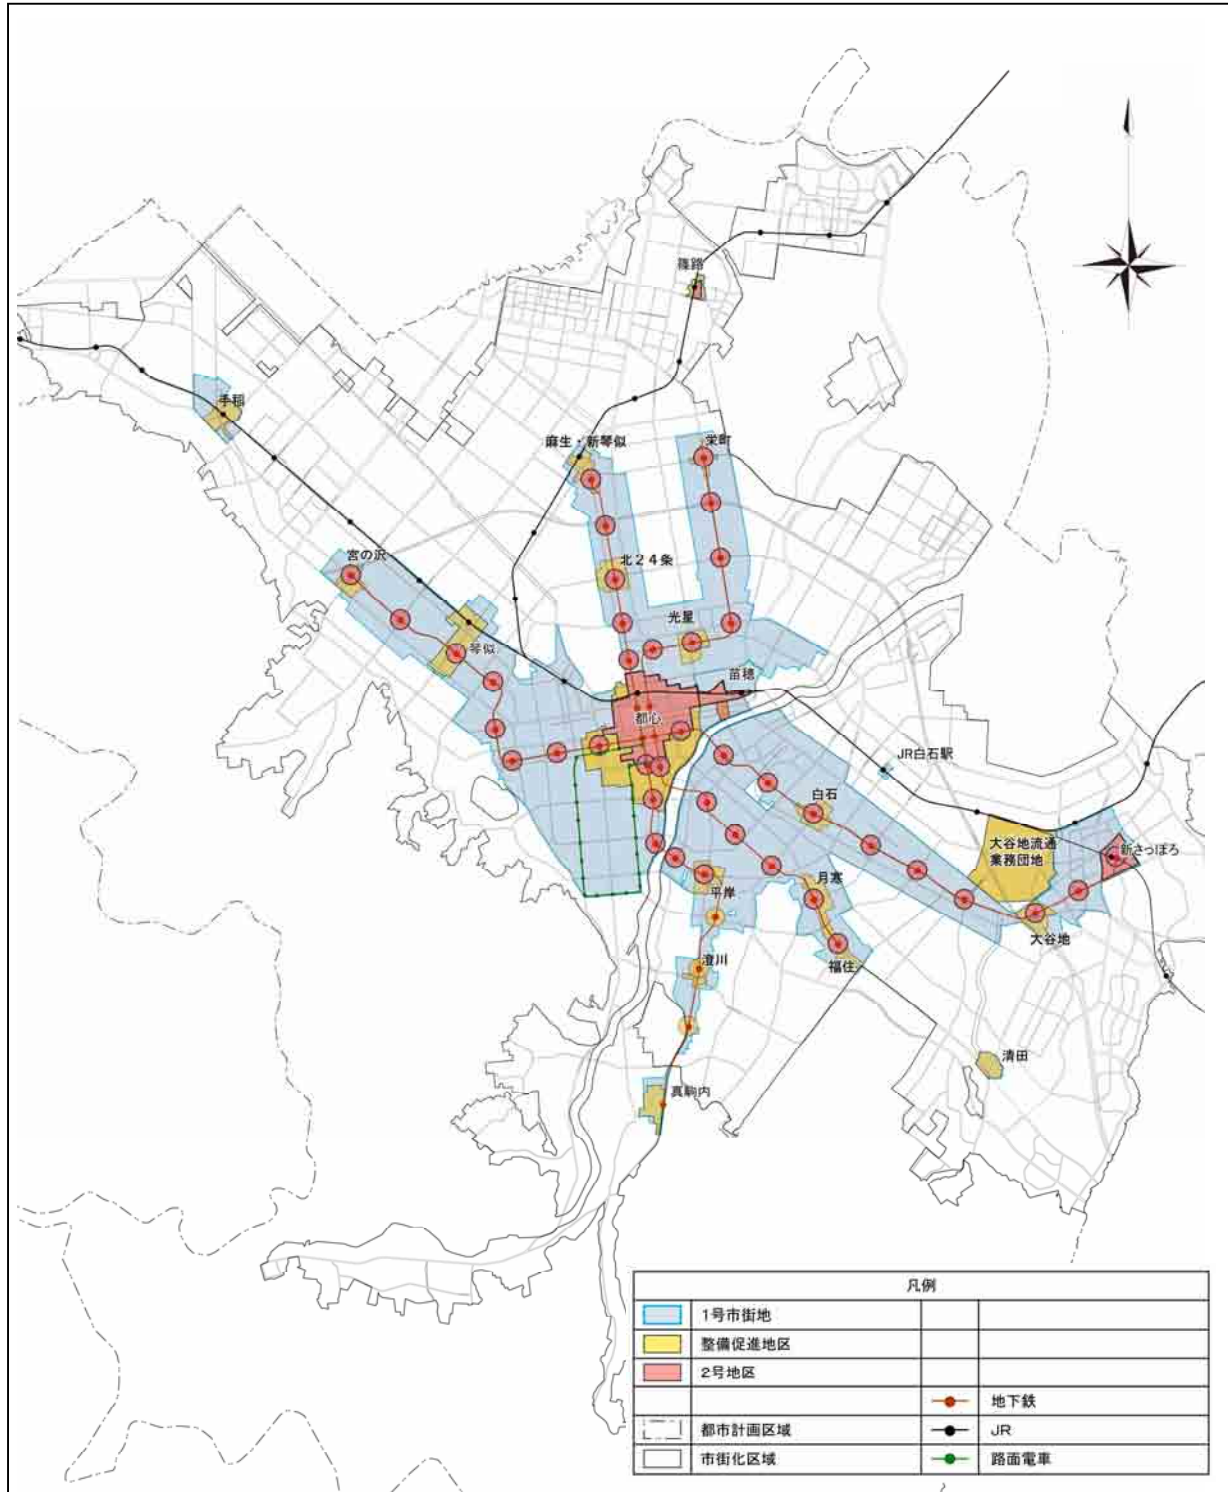 篠路
手稲
麻生・新琴似
栄町
宮の沢
北24条
光星
琴似
苗穂
都心
JR白石駅
白石
大谷地流通
業務団地
新さっぽろ
月寒
平岸
大谷地
福住
澄川
清田
真駒内
凡例
1号市街地
整備促進地区
2号地区
地下鉄
都市計画区域
JR
市街化区域
路面電車